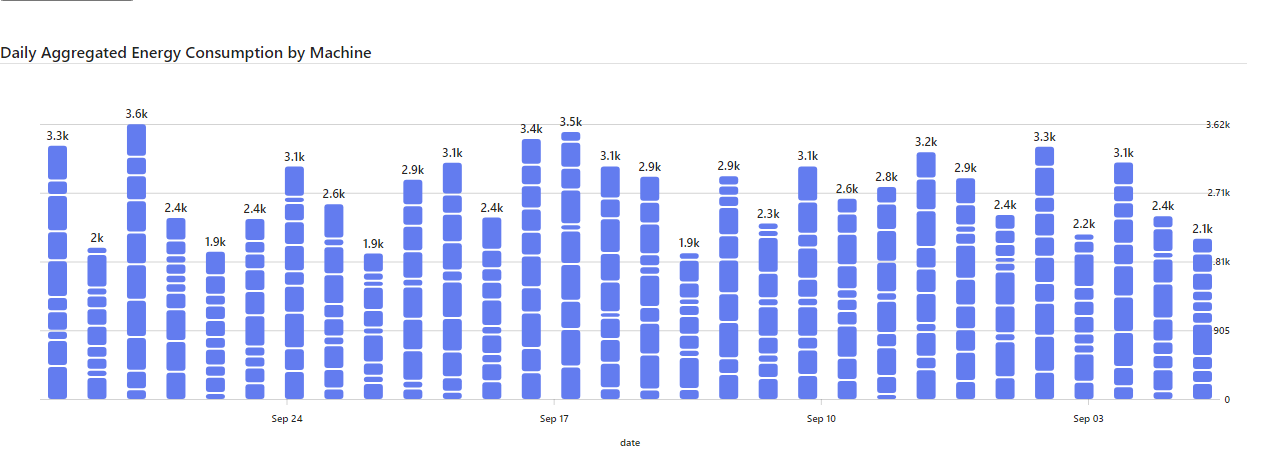 Daily Aggregated Energy Consumption by Machine
3.3k
2k
3.6k
2.4k
1.9k
2.4k
3.1k
2.6k
1.9k
2.9k
3.1k
2.4k
3.4k
3.5k
3.1k
2.9k
1.9k
2.9k
2.3k
3.1k
2.6k
2.8k
3.2k
2.9k
2.4k
3.3k
2.2k
3.1k
2.4k
2.1k
3.62k
2.71k
.81k
905
0
Sep 24
Sep 17
Sep 10
Sep 03
date